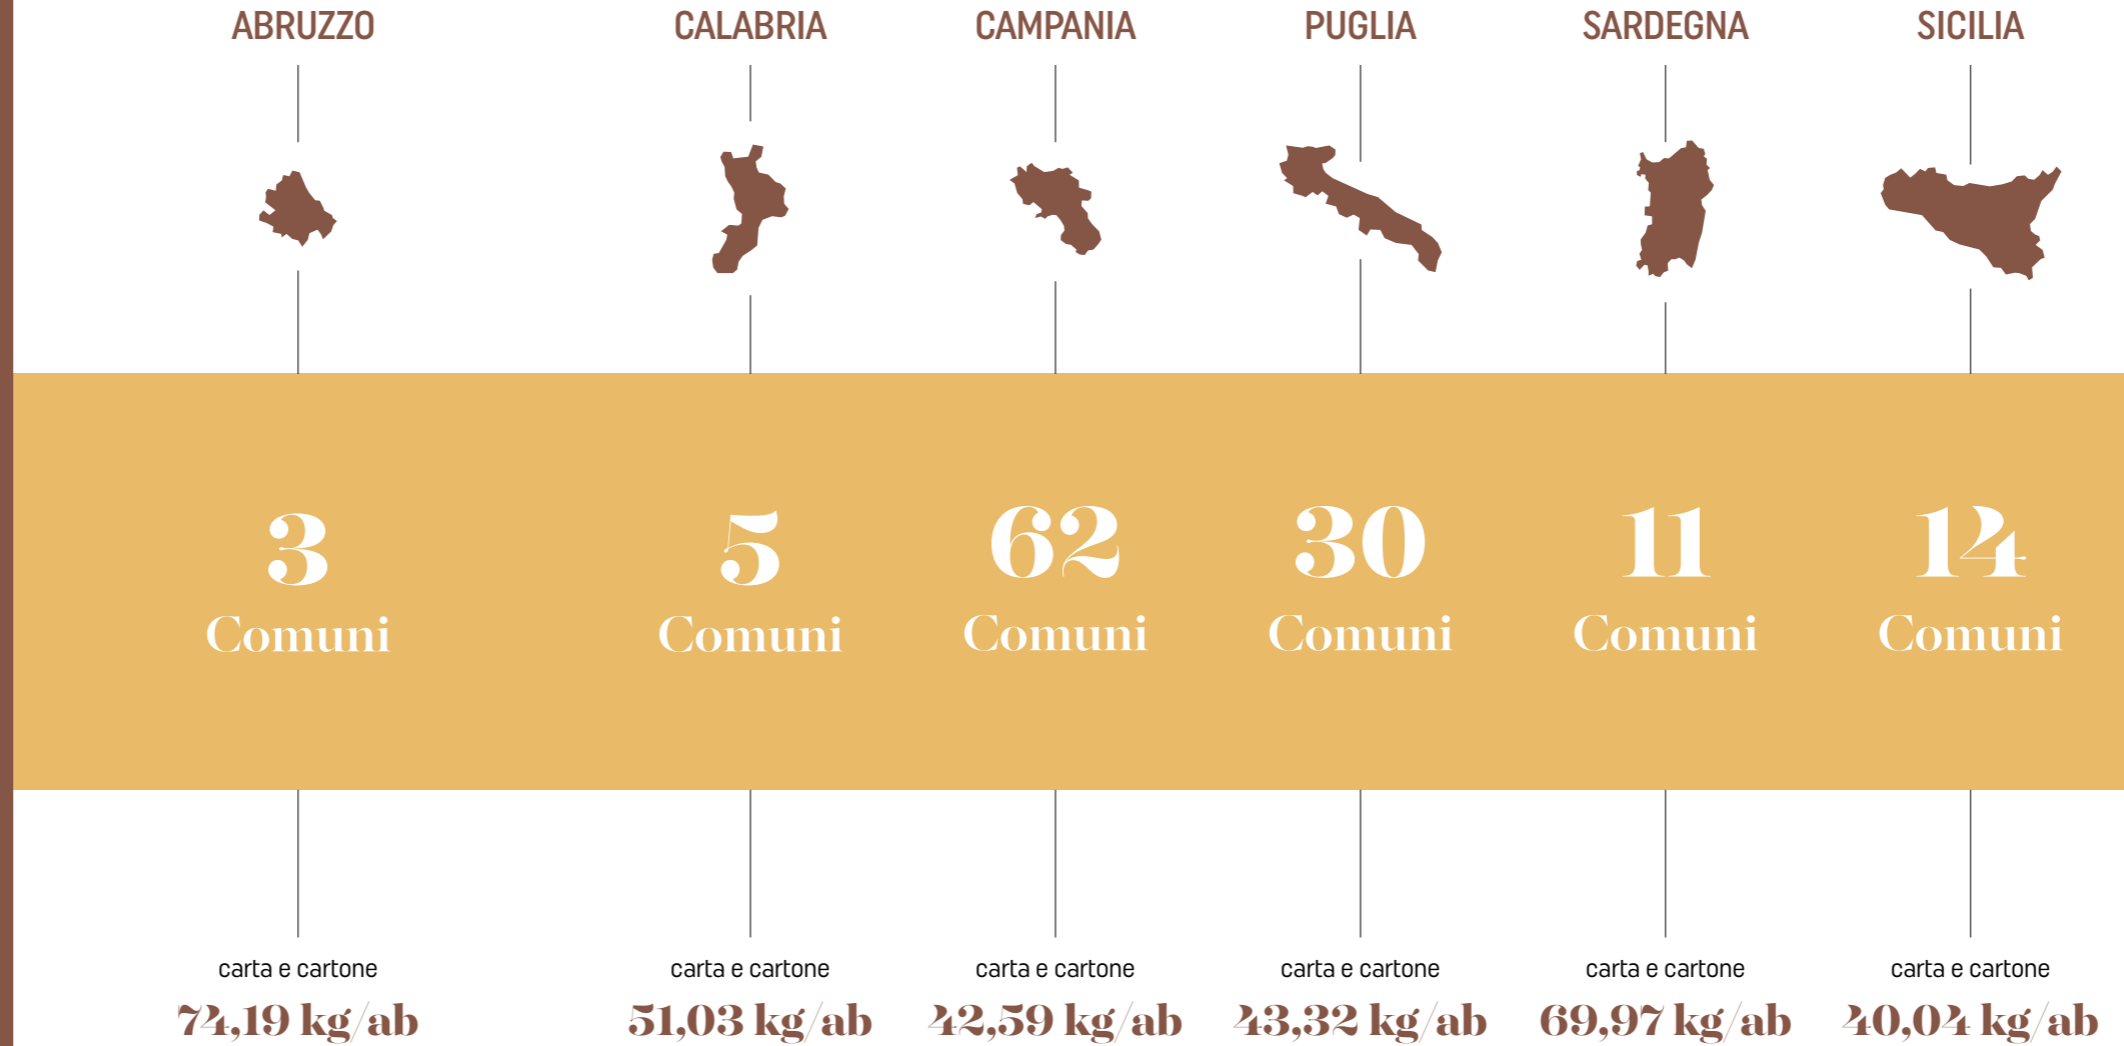 ABRUZZO
CALABRIA
CAMPANIA
PUGLIA
SARDEGNA
SICILIA
3
Comuni
5
Comuni
62
Comuni
30
Comuni
11
Comuni
14
Comuni
carta e cartone
74,19 kg/ab
carta e cartone
51,03 kg/ab
carta e cartone
42,59 kg/ab
carta e cartone
43,32 kg/ab
carta e cartone
69,97 kg/ab
carta e cartone
40,04 kg/ab